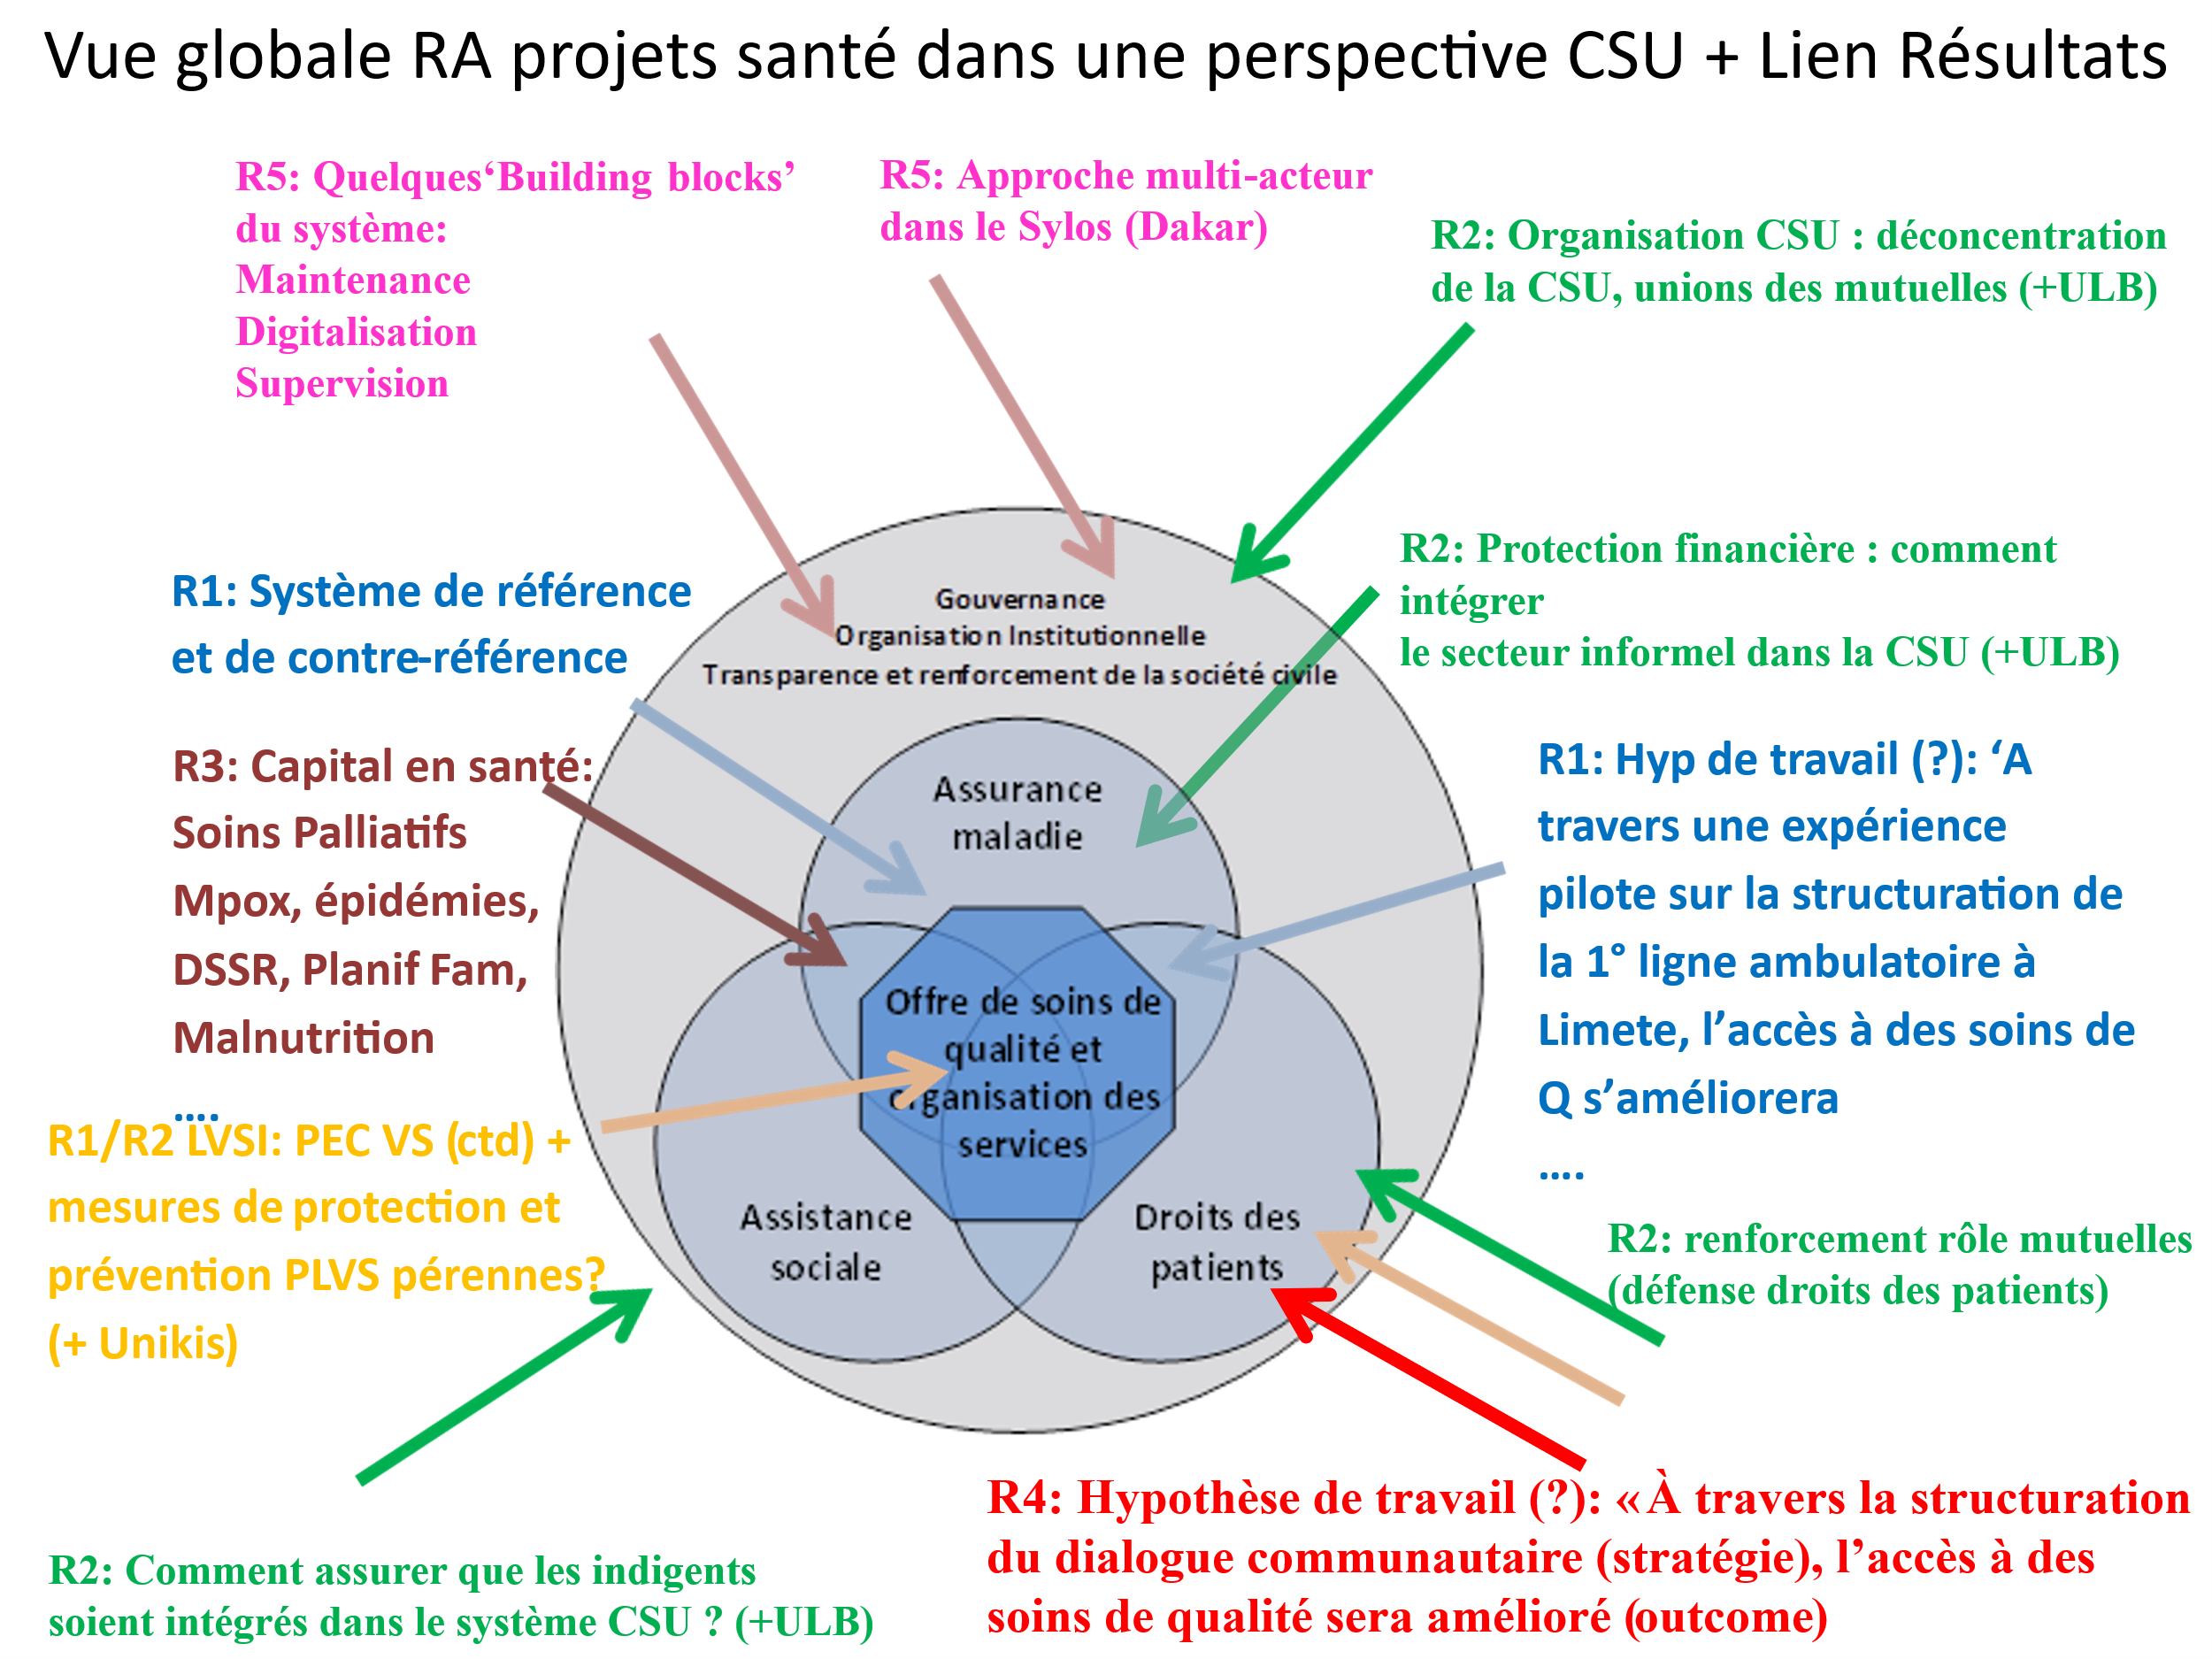 Vue globale RA projets santé dans une perspective CSU + Lien Résultats
R5: Quelques‘Building blocks’
du système:
Maintenance
Digitalisation
Supervision
R5: Approche multi-acteur
dans le Sylos (Dakar)
R2: Organisation CSU : déconcentration
de la CSU, unions des mutuelles (+ULB)
R2: Protection financière : comment
intégrer
le secteur informel dans la CSU (+ULB)
R1: Système de référence
et de contre-référence
Gouvernance
Organisation Institutionnelle
Transparence et renforcement de la société civile
R3: Capital en santé:
Soins Palliatifs
Mpox, épidémies,
DSSR, Planif Fam,
Malnutrition
....
Assurance
maladie
R1: Hyp de travail (?): ‘A
travers une expérience
pilote sur la structuration de
la 1° ligne ambulatoire à
Limete, l’accès à des soins de
Q s’améliorera
....
Offre de soins de
qualité et
organisation des
services
R1/R2 LVSI: PEC VS (ctd) +
mesures de protection et
prévention PLVS pérennes?
(+ Unikis)
Assistance
sociale
Droits des
patients
R2: renforcement rôle mutuelles
(défense droits des patients)
R2: Comment assurer que les indigents
soient intégrés dans le système CSU ? (+ULB)
R4: Hypothèse de travail (?): « À travers la structuration
du dialogue communautaire (stratégie), l’accès à des
soins de qualité sera amélioré (outcome)